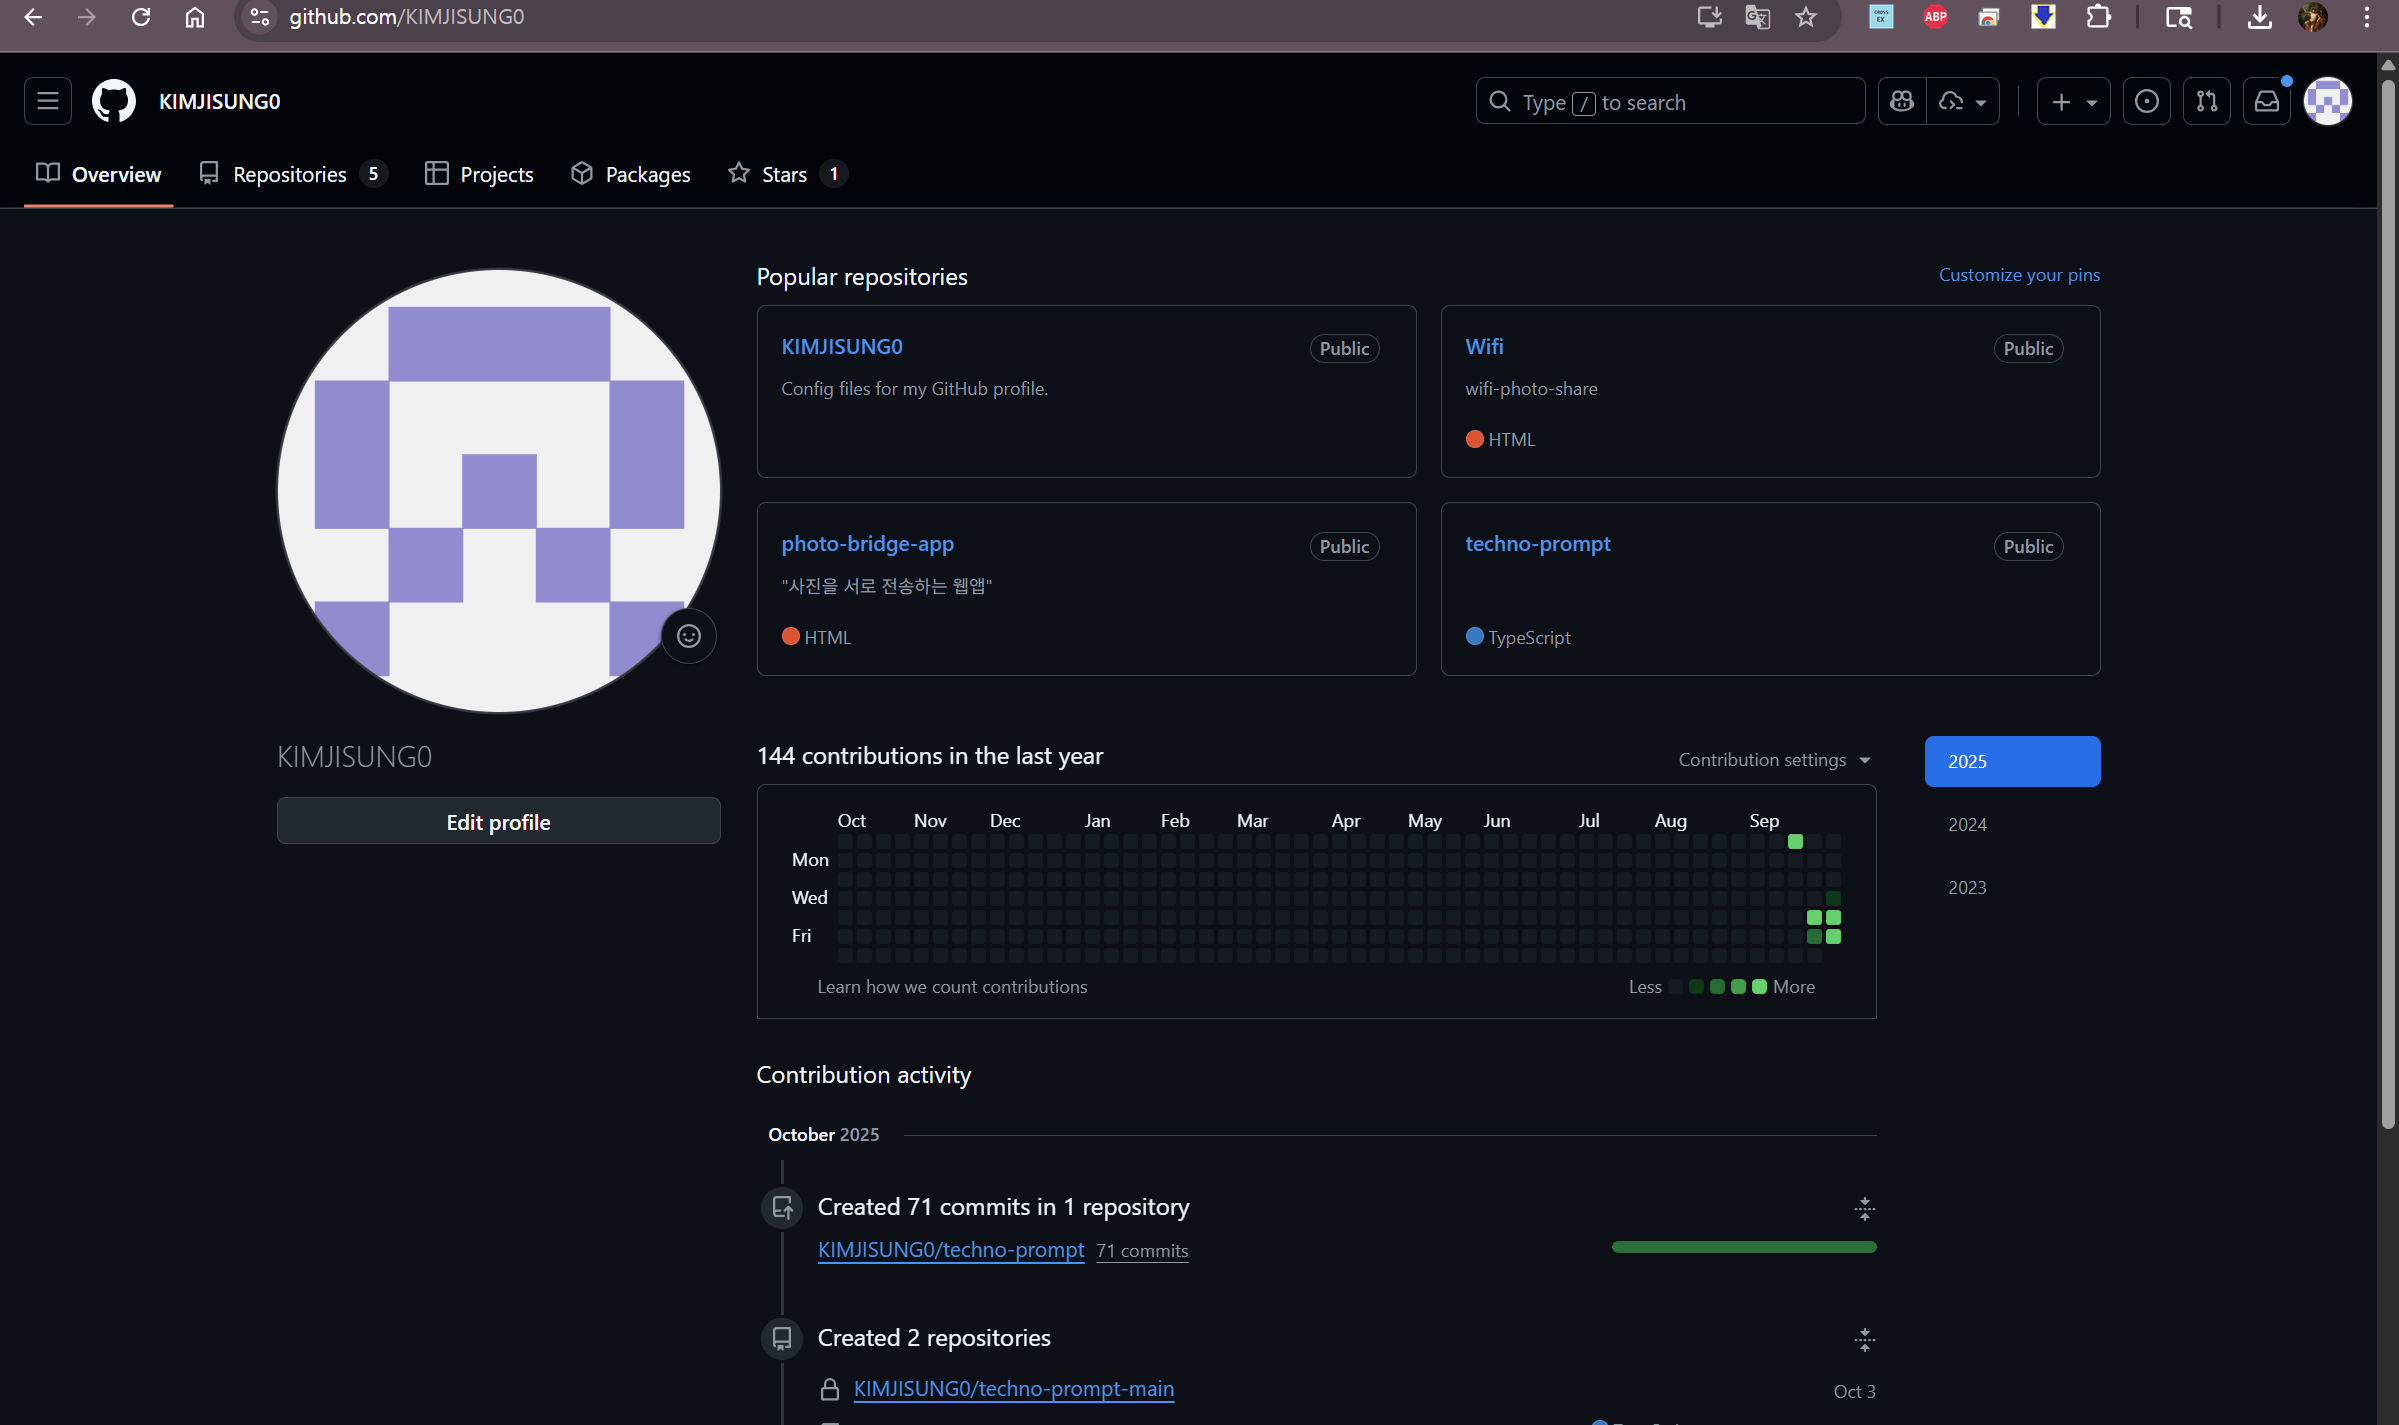 github.com/KIMJISUNG0
CROSS EX
ABP
KIMJISUNG0
Type / to search
Overview Repositories 5 Projects Packages Stars 1
Popular repositories
Customize your pins
KIMJISUNG0 Public
Config files for my GitHub profile.
Wifi Public
wifi-photo-share
HTML
photo-bridge-app Public
"사진을 서로 전송하는 웹앱"
HTML
techno-prompt Public
TypeScript
KIMJISUNG0
Edit profile
144 contributions in the last year
Contribution settings
2025
2024
2023
Oct Nov Dec Jan Feb Mar Apr May Jun Jul Aug Sep
Mon
Wed
Fri
Learn how we count contributions
Less More
Contribution activity
October 2025
Created 71 commits in 1 repository
KIMJISUNG0/techno-prompt 71 commits
Created 2 repositories
KIMJISUNG0/techno-prompt-main
Oct 3